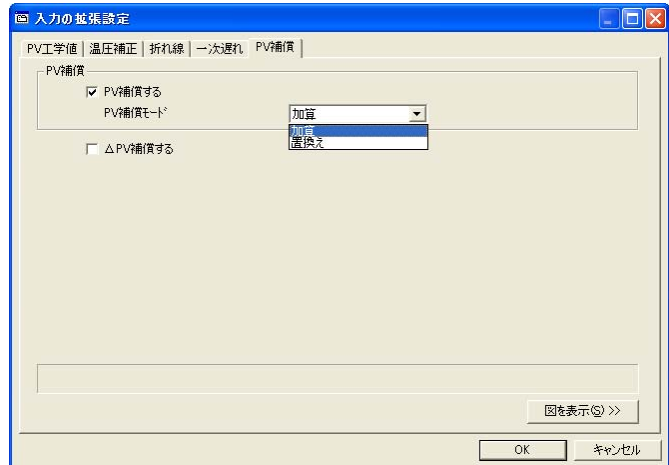 入力の拡張設定
PV工学値 温圧補正 折れ線 一次遅れ PV補償
PV補償
PV補償する
PV補償モード 加算
加算
置換え
ΔPV補償する
図を表示(S) >>
OK キャンセル